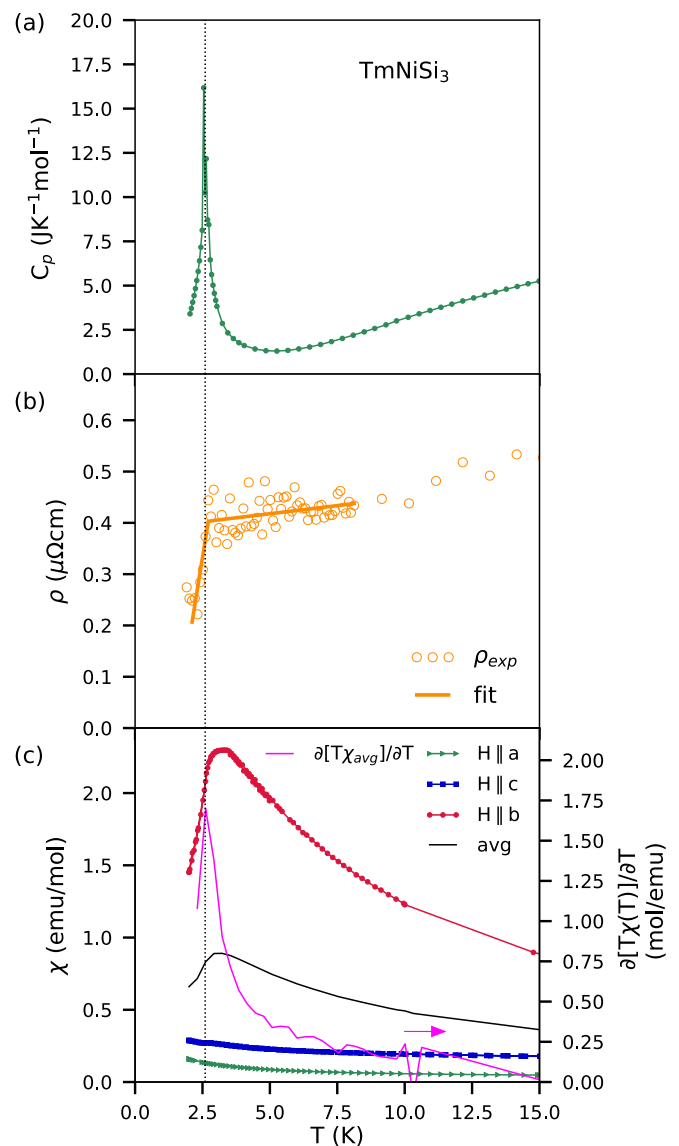 (a)
TmNiSi₃
20.0
17.5
15.0
12.5
10.0
7.5
5.0
2.5
0.0
C_p (JK⁻¹mol⁻¹)
(b)
0.6
0.5
0.4
0.3
0.2
0.1
0.0
ρ (μΩcm)
ρ_exp
fit
(c)
∂[Tχ_avg]/∂T
H ∥ a
H ∥ c
H ∥ b
avg
2.0
1.5
1.0
0.5
0.0
χ (emu/mol)
2.00
1.75
1.50
1.25
1.00
0.75
0.50
0.25
0.00
∂[Tχ(T)]/∂T
(mol/emu)
0.0 2.5 5.0 7.5 10.0 12.5 15.0
T (K)